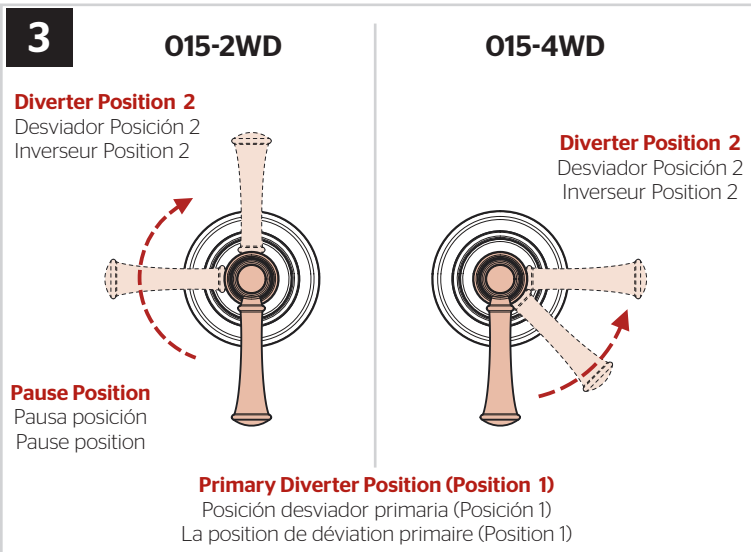 3
015-2WD
Diverter Position 2
Desviador Posición 2
Inverseur Position 2
Pause Position
Pausa posición
Pause position
015-4WD
Diverter Position 2
Desviador Posición 2
Inverseur Position 2
Primary Diverter Position (Position 1)
Posición desviador primaria (Posición 1)
La position de déviation primaire (Position 1)